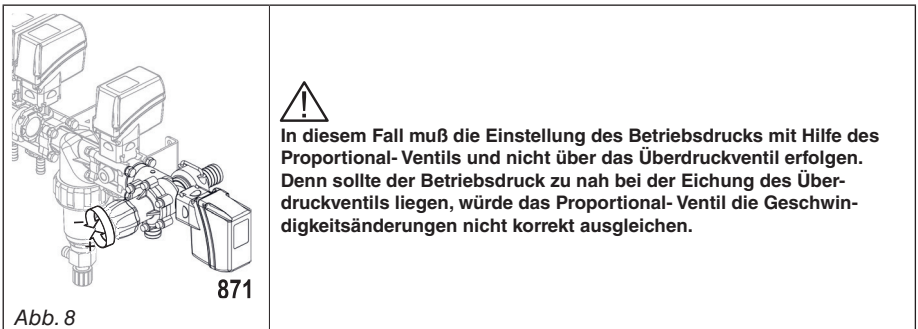 −
+
871
Abb. 8
In diesem Fall muß die Einstellung des Betriebsdrucks mit Hilfe des
Proportional- Ventils und nicht über das Überdruckventil erfolgen.
Denn sollte der Betriebsdruck zu nah bei der Eichung des Über-
druckventils liegen, würde das Proportional- Ventil die Geschwin-
digkeitsänderungen nicht korrekt ausgleichen.